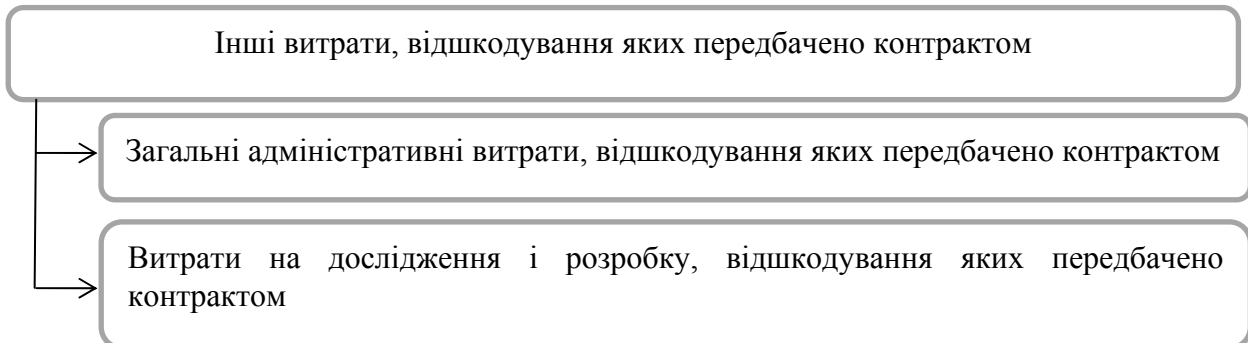 Інші витрати, відшкодування яких передбачено контрактом
Загальні адміністративні витрати, відшкодування яких передбачено контрактом
Витрати на дослідження і розробку, відшкодування яких передбачено
контрактом